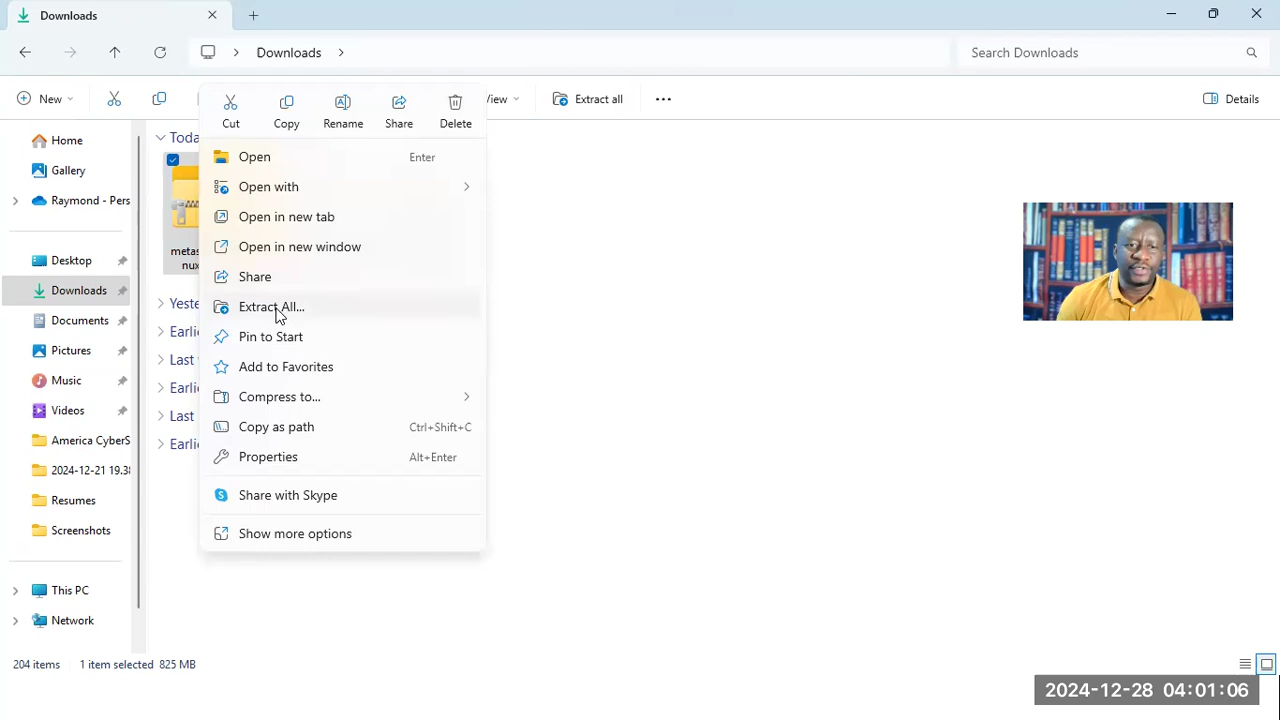 Downloads
Downloads
Search Downloads
New
View
Extract all
Details
Cut
Copy
Rename
Share
Delete
Home
Gallery
Raymond - Pers
Desktop
Downloads
Documents
Pictures
Music
Videos
America CyberS
2024-12-21 19.38
Resumes
Screenshots
This PC
Network
Toda
metas
nux
Yeste
Earli
Last
Earli
Last
Earli
Open Enter
Open with
Open in new tab
Open in new window
Share
Extract All...
Pin to Start
Add to Favorites
Compress to...
Copy as path Ctrl+Shift+C
Properties Alt+Enter
Share with Skype
Show more options
204 items 1 item selected 825 MB
2024-12-28 04:01:06